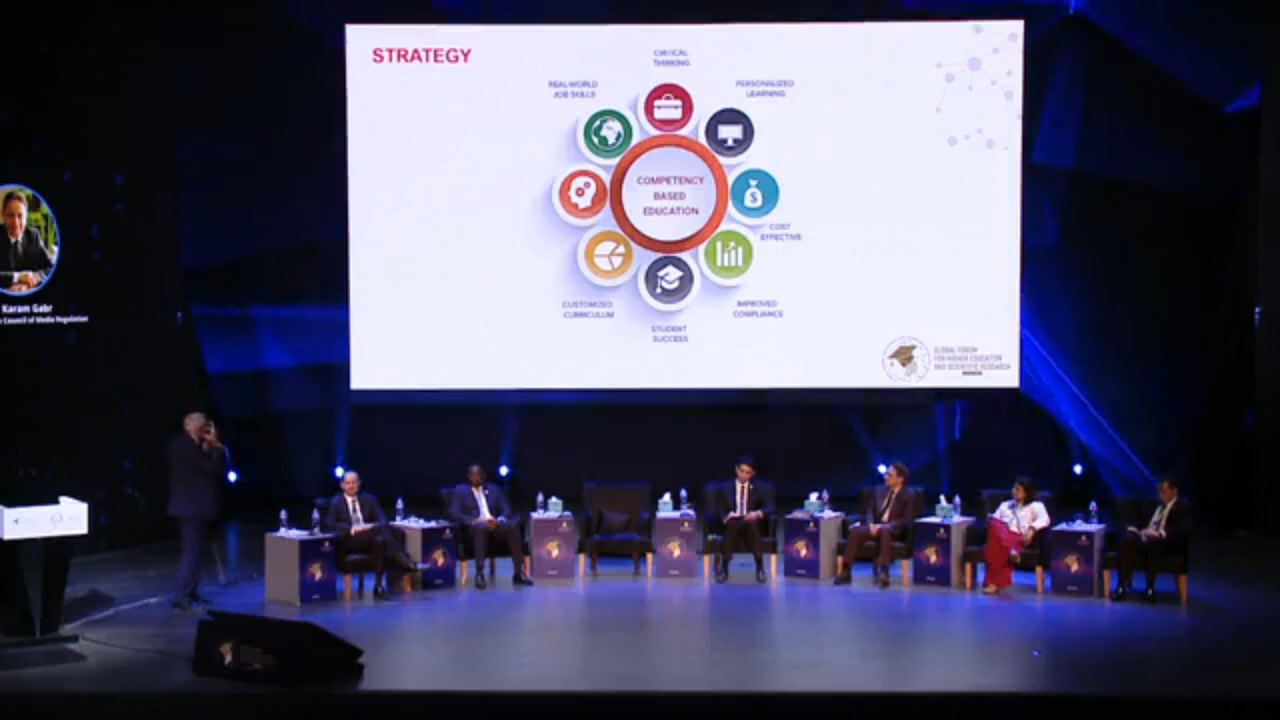 STRATEGY
CRITICAL
THINKING
REAL-WORLD
JOB SKILLS
PERSONALIZED
LEARNING
COMPETENCY
BASED
EDUCATION
COST
EFFECTIVE
CUSTOMIZED
CURRICULUM
IMPROVED
COMPLIANCE
STUDENT
SUCCESS
Karam Gabr
Council of Media Regulation
GLOBAL FORUM
FOR HIGHER EDUCATION
AND SCIENTIFIC RESEARCH